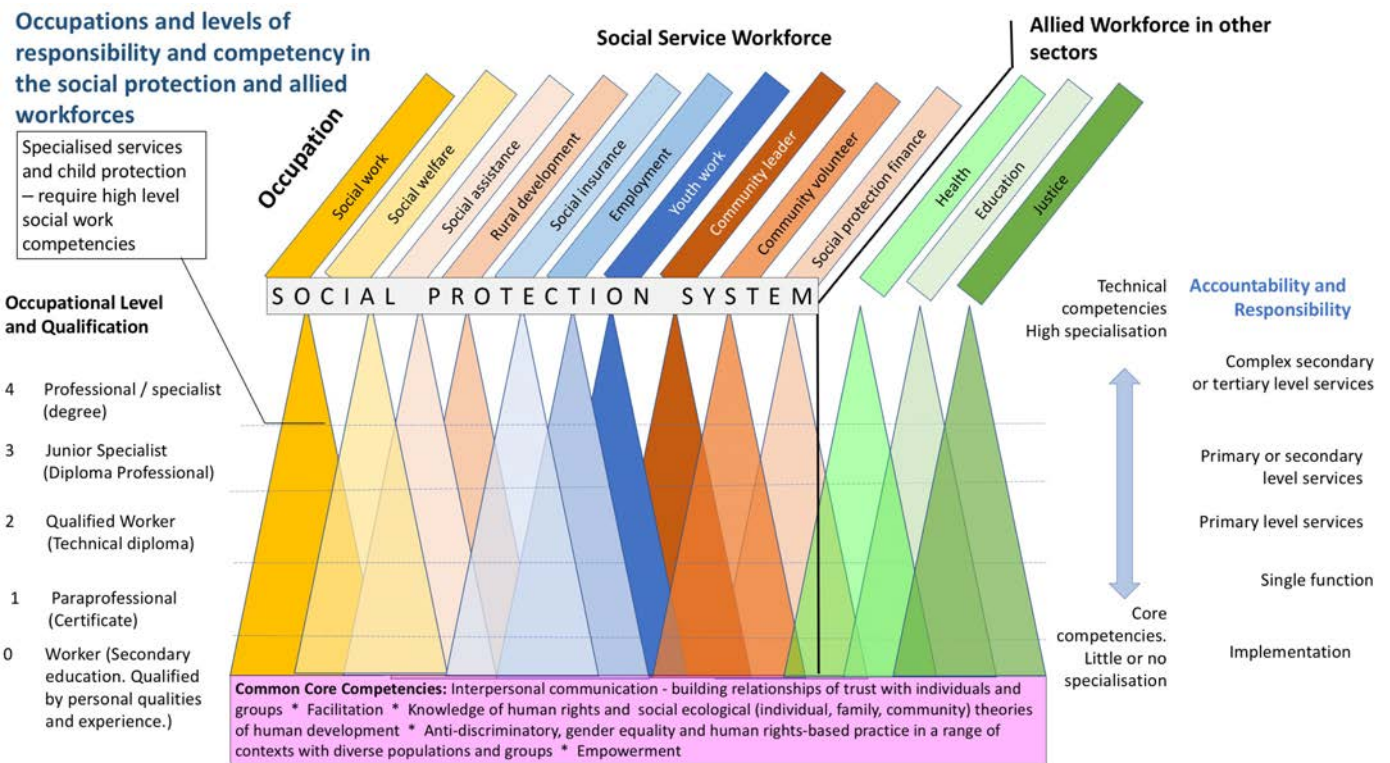 Occupations and levels of
responsibility and competency in
the social protection and allied
workforces
Social Service Workforce
Allied Workforce in other
sectors
Specialised services
and child protection
– require high level
social work
competencies
Occupation
Social work
Social welfare
Social assistance
Rural development
Social insurance
Employment
Youth work
Community leader
Community volunteer
Social protection finance
Health
Education
Justice
SOCIAL PROTECTION SYSTEM
Occupational Level
and Qualification
4 Professional / specialist
(degree)
3 Junior Specialist
(Diploma Professional)
2 Qualified Worker
(Technical diploma)
1 Paraprofessional
(Certificate)
0 Worker (Secondary
education. Qualified
by personal qualities
and experience.)
Technical
competencies
High specialisation
Core
competencies.
Little or no
specialisation
Accountability and
Responsibility
Complex secondary
or tertiary level services
Primary or secondary
level services
Primary level services
Single function
Implementation
Common Core Competencies: Interpersonal communication - building relationships of trust with individuals and
groups * Facilitation * Knowledge of human rights and social ecological (individual, family, community) theories
of human development * Anti-discriminatory, gender equality and human rights-based practice in a range of
contexts with diverse populations and groups * Empowerment